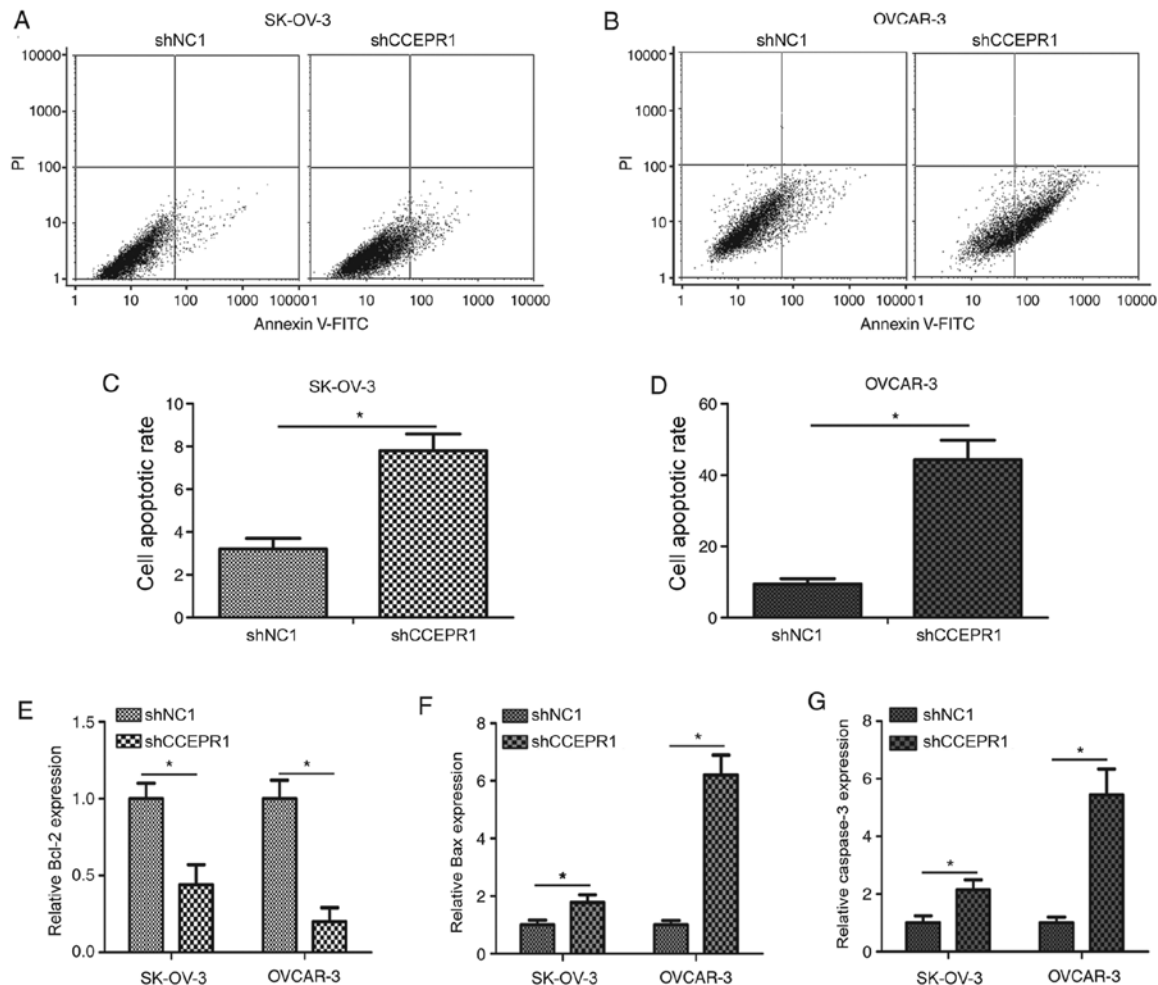 A
SK-OV-3
shNC1
shCCEPR1
PI
10000
1000
100
10
1
1 10 100 1000 10000
1 10 100 1000 10000
Annexin V-FITC
B
OVCAR-3
shNC1
shCCEPR1
PI
10000
1000
100
10
1
1 10 100 1000 10000
1 10 100 1000 10000
Annexin V-FITC
C
SK-OV-3
Cell apoptotic rate
10
8
6
4
2
0
*
shNC1 shCCEPR1
D
OVCAR-3
Cell apoptotic rate
60
40
20
0
*
shNC1 shCCEPR1
E
shNC1
shCCEPR1
Relative Bcl-2 expression
1.5
1.0
0.5
0.0
* *
SK-OV-3 OVCAR-3
F
shNC1
shCCEPR1
Relative Bax expression
8
6
4
2
0
* *
SK-OV-3 OVCAR-3
G
shNC1
shCCEPR1
Relative caspase-3 expression
8
6
4
2
0
* *
SK-OV-3 OVCAR-3